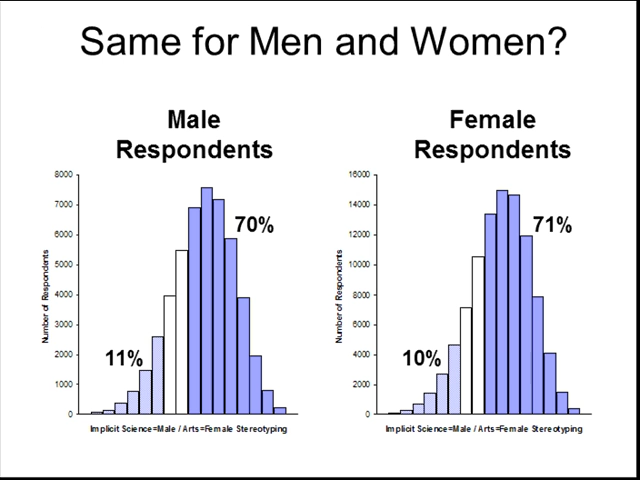 Same for Men and Women?
Male
Respondents
8000
7000
6000
5000
4000
3000
2000
1000
0
Number of Respondents
70%
11%
Implicit Science=Male / Arts=Female Stereotyping
Female
Respondents
16000
14000
12000
10000
8000
6000
4000
2000
0
Number of Respondents
71%
10%
Implicit Science=Male / Arts=Female Stereotyping